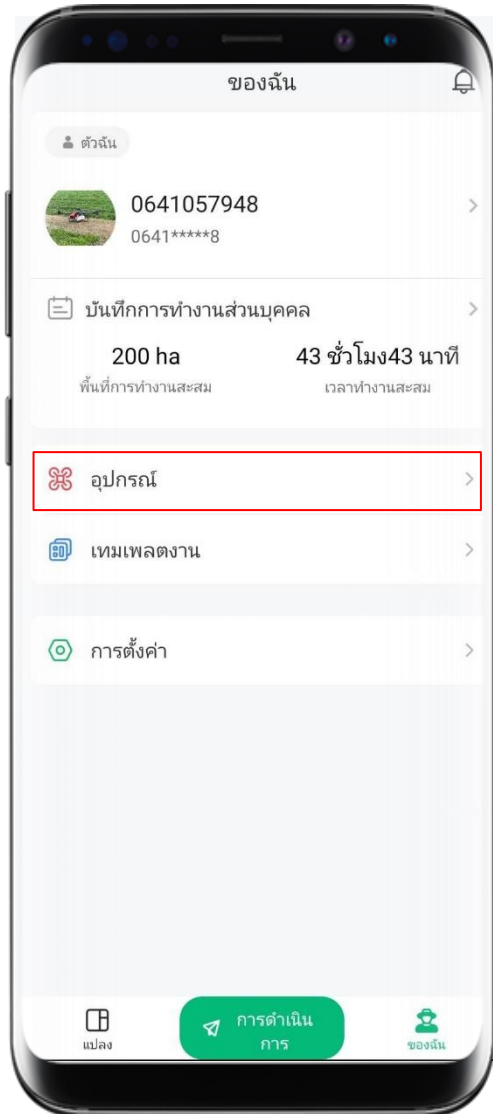 ของฉัน
ตัวฉัน
0641057948
0641*****8
บันทึกการทำงานส่วนบุคคล
200 ha
43 ชั่วโมง43 นาที
พื้นที่การทำงานสะสม
เวลาทำงานสะสม
อุปกรณ์
เทมเพลตงาน
การตั้งค่า
แปลง
การดำเนิน
การ
ของฉัน